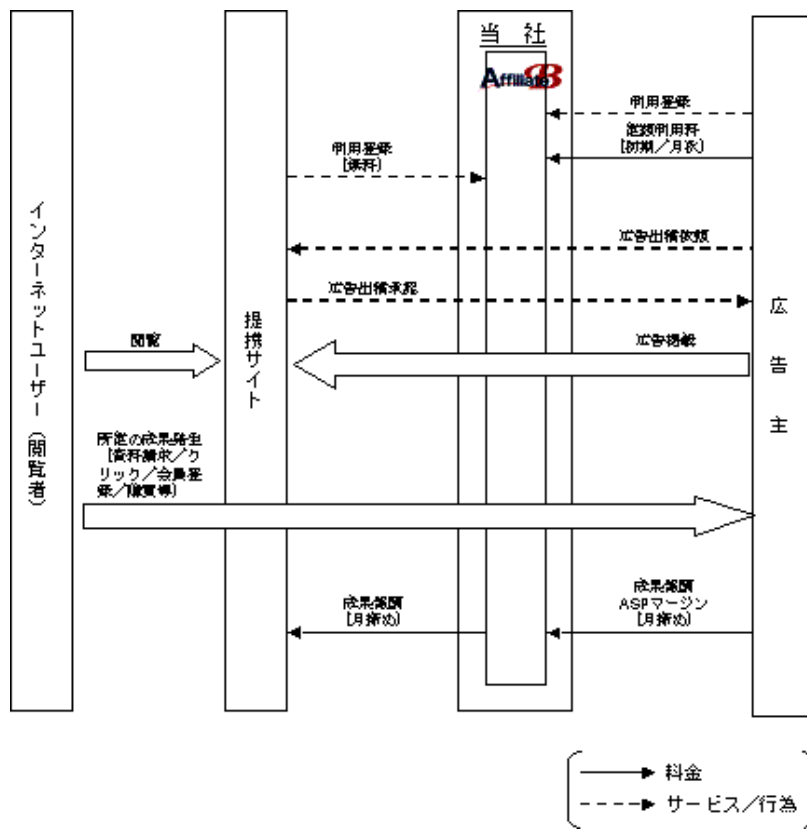 当 社
Affiliate B
利用登録
定額利用料
(初期／月次)
利用登録
(無料)
広告出稿依頼
広告出稿承認
閲覧
広告掲載
インターネットユーザー（閲覧者）
提携サイト
広告主
所定の成果発生
(資料請求／ク
リック／会員登
録／購買等)
成果報酬
(月締め)
成果報酬
ASPマージン
(月締め)
料金
サービス／行為